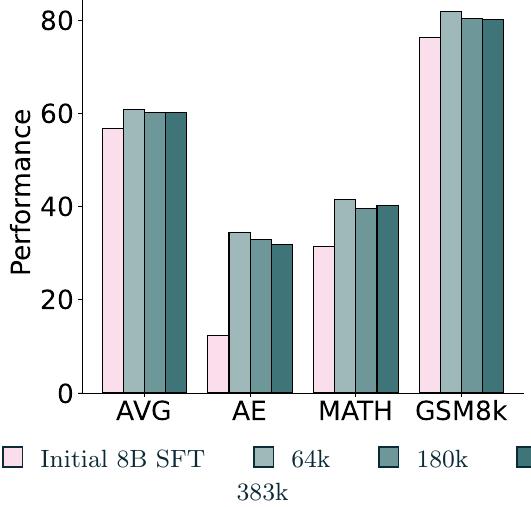 80
60
40
20
0
Performance
AVG AE MATH GSM8k
Initial 8B SFT 64k 180k
383k